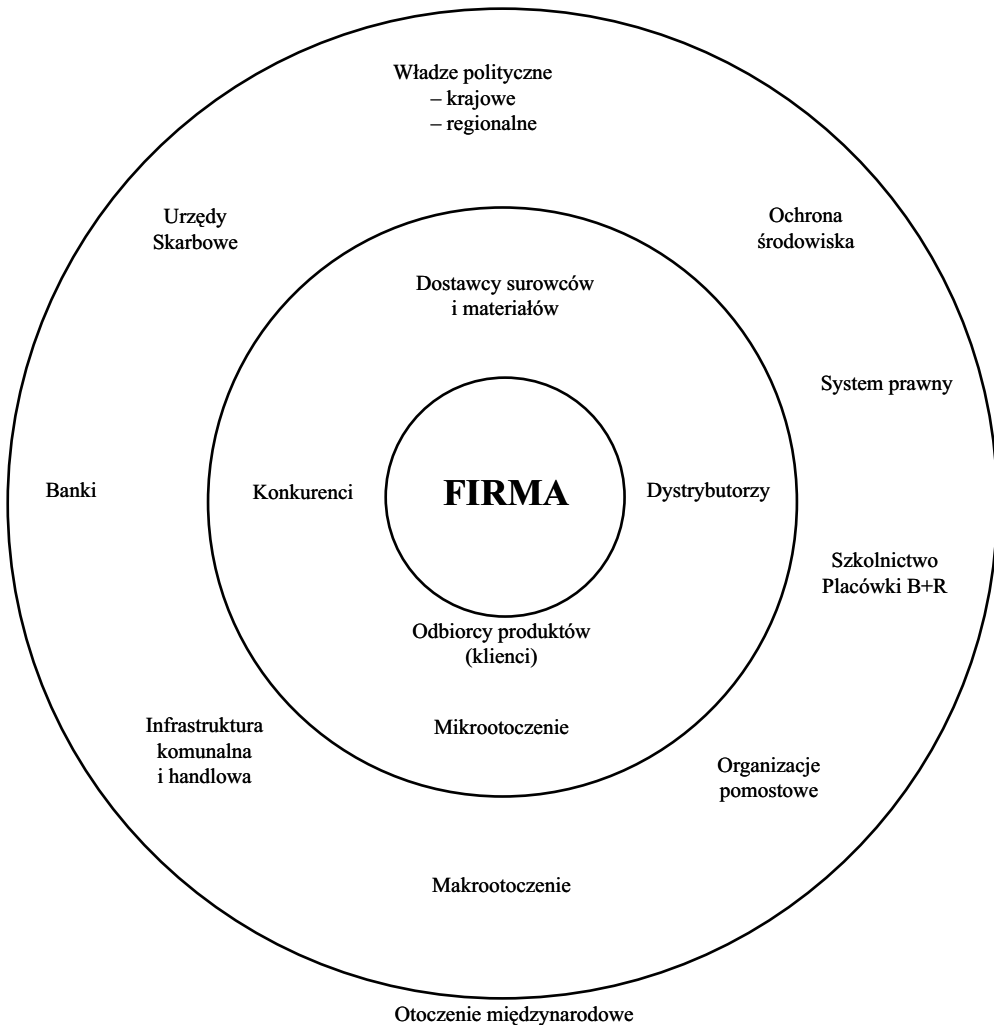 Władze polityczne
– krajowe
– regionalne
Urzędy
Skarbowe
Ochrona
środowiska
Dostawcy surowców
i materiałów
System prawny
Banki
Konkurenci
FIRMA
Dystrybutorzy
Szkolnictwo
Placówki B+R
Odbiorcy produktów
(klienci)
Mikrootoczenie
Infrastruktura
komunalna
i handlowa
Organizacje
pomostowe
Makrootoczenie
Otoczenie międzynarodowe